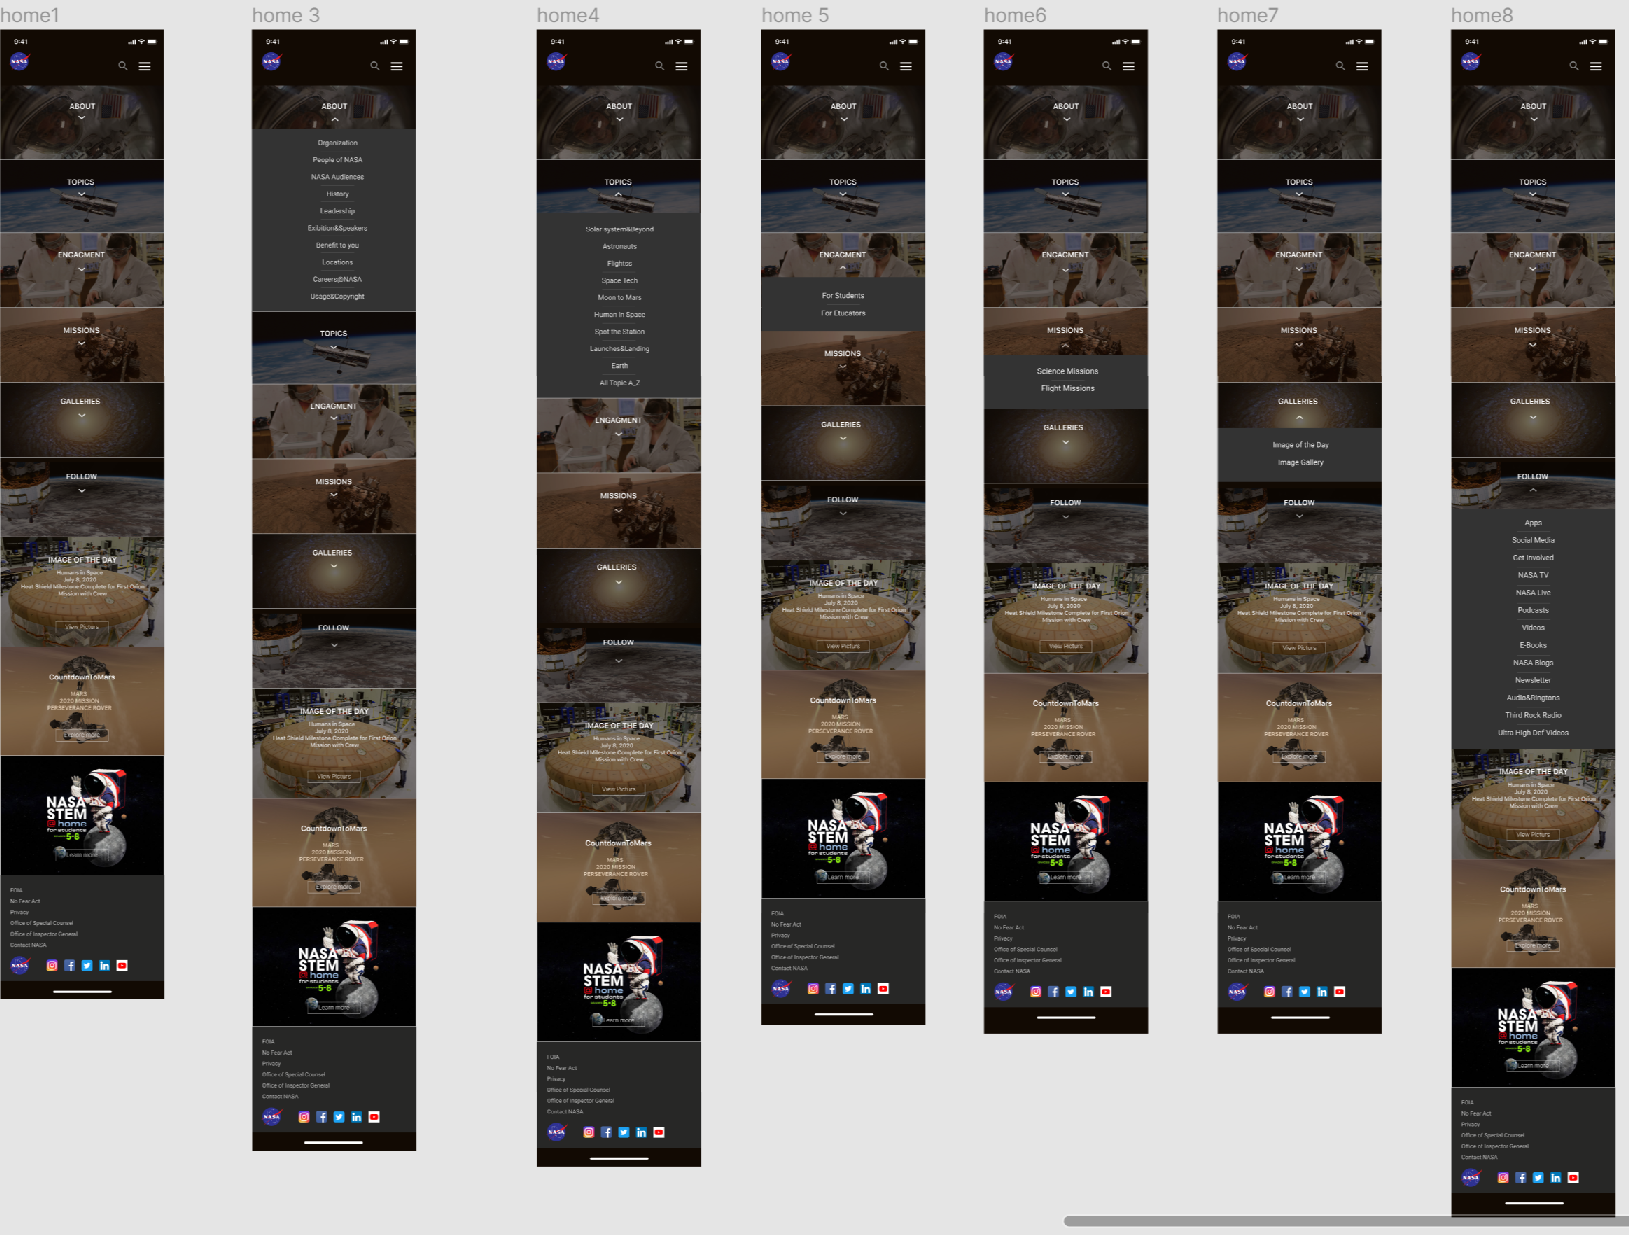 home1
9:41
NASA
ABOUT
TOPICS
ENGAGMENT
MISSIONS
GALLERIES
FOLLOW
IMAGE OF THE DAY
Humans in Space
July 8, 2020
Heat Shield Milestone Complete for First Orion
Mission with Crew
View Picture
CountdownToMars
MARS
2020 MISSION
PERSEVERANCE ROVER
Explore more
NASA
STEM
@ home
for students
5-8
Learn more
FOIA
No Fear Act
Privacy
Office of Special Counsel
Office of Inspector General
Contact NASA
NASA
home 3
9:41
NASA
ABOUT
Organization
People of NASA
NASA Audiences
History
Leadership
Exibition&Speakers
Benefit to you
Locations
Careers@NASA
Usage&Copyright
TOPICS
ENGAGMENT
MISSIONS
GALLERIES
FOLLOW
IMAGE OF THE DAY
Humans in Space
July 8, 2020
Heat Shield Milestone Complete for First Orion
Mission with Crew
View Picture
CountdownToMars
MARS
2020 MISSION
PERSEVERANCE ROVER
Explore more
NASA
STEM
@ home
for students
5-8
Learn more
FOIA
No Fear Act
Privacy
Office of Special Counsel
Office of Inspector General
Contact NASA
NASA
home4
9:41
NASA
ABOUT
TOPICS
Solar system&Beyond
Astronauts
Flightes
Space Tech
Moon to Mars
Human in Space
Spot the Station
Launches&Landing
Earth
All Topic A_Z
ENGAGMENT
MISSIONS
GALLERIES
FOLLOW
IMAGE OF THE DAY
Humans in Space
July 8, 2020
Heat Shield Milestone Complete for First Orion
Mission with Crew
View Picture
CountdownToMars
MARS
2020 MISSION
PERSEVERANCE ROVER
Explore more
NASA
STEM
@ home
for students
5-8
Learn more
FOIA
No Fear Act
Privacy
Office of Special Counsel
Office of Inspector General
Contact NASA
NASA
home 5
9:41
NASA
ABOUT
TOPICS
ENGAGMENT
For Students
For Etucators
MISSIONS
GALLERIES
FOLLOW
IMAGE OF THE DAY
Humans in Space
July 8, 2020
Heat Shield Milestone Complete for First Orion
Mission with Crew
View Picture
CountdownToMars
MARS
2020 MISSION
PERSEVERANCE ROVER
Explore more
NASA
STEM
@ home
for students
5-8
Learn more
FOIA
No Fear Act
Privacy
Office of Special Counsel
Office of Inspector General
Contact NASA
NASA
home6
9:41
NASA
ABOUT
TOPICS
ENGAGMENT
MISSIONS
Science Missions
Flight Missions
GALLERIES
FOLLOW
IMAGE OF THE DAY
Humans in Space
July 8, 2020
Heat Shield Milestone Complete for First Orion
Mission with Crew
View Picture
CountdownToMars
MARS
2020 MISSION
PERSEVERANCE ROVER
Explore more
NASA
STEM
@ home
for students
5-8
Learn more
FOIA
No Fear Act
Privacy
Office of Special Counsel
Office of Inspector General
Contact NASA
NASA
home7
9:41
NASA
ABOUT
TOPICS
ENGAGMENT
MISSIONS
GALLERIES
Image of the Day
Image Gallery
FOLLOW
IMAGE OF THE DAY
Humans in Space
July 8, 2020
Heat Shield Milestone Complete for First Orion
Mission with Crew
View Picture
CountdownToMars
MARS
2020 MISSION
PERSEVERANCE ROVER
Explore more
NASA
STEM
@ home
for students
5-8
Learn more
FOIA
No Fear Act
Privacy
Office of Special Counsel
Office of Inspector General
Contact NASA
NASA
home8
9:41
NASA
ABOUT
TOPICS
ENGAGMENT
MISSIONS
GALLERIES
FOLLOW
Apps
Social Media
Get Involved
NASA TV
NASA Live
Podcasts
Videos
E-Books
NASA Blogs
Newsletter
Audio&Ringtons
Third Rock Radio
Ultra High Def Videos
IMAGE OF THE DAY
Humans in Space
July 8, 2020
Heat Shield Milestone Complete for First Orion
Mission with Crew
View Picture
CountdownToMars
MARS
2020 MISSION
PERSEVERANCE ROVER
Explore more
NASA
STEM
@ home
for students
5-8
Learn more
FOIA
No Fear Act
Privacy
Office of Special Counsel
Office of Inspector General
Contact NASA
NASA